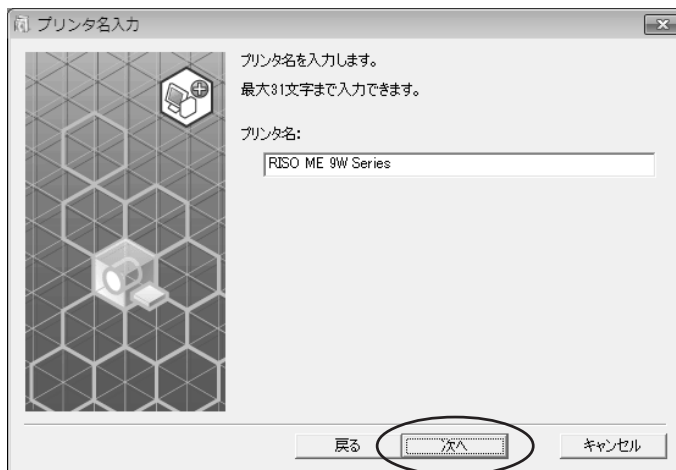 プリンタ名入力
プリンタ名を入力します。
最大31文字まで入力できます。
プリンタ名:
RISO ME 9W Series
戻る
次へ
キャンセル